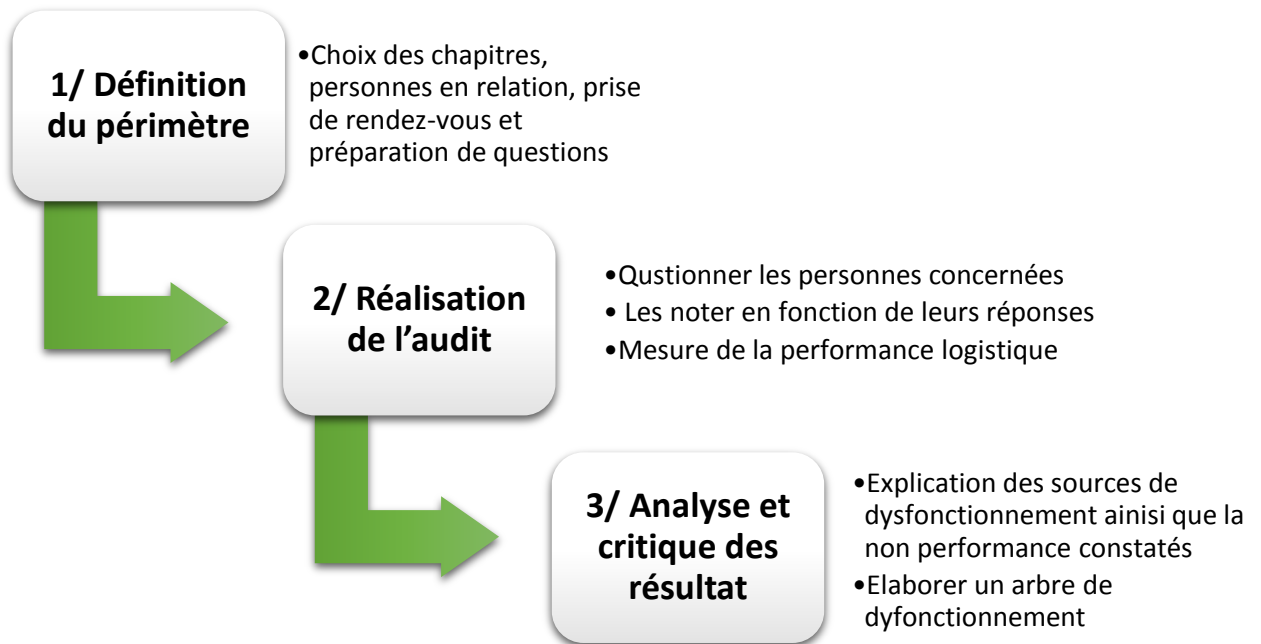 1/ Définition
du périmètre
•Choix des chapitres,
personnes en relation, prise
de rendez-vous et
préparation de questions
2/ Réalisation
de l’audit
•Qustionner les personnes concernées
• Les noter en fonction de leurs réponses
•Mesure de la performance logistique
3/ Analyse et
critique des
résultat
•Explication des sources de
dysfonctionnement ainisi que la
non performance constatés
•Elaborer un arbre de
dyfonctionnement